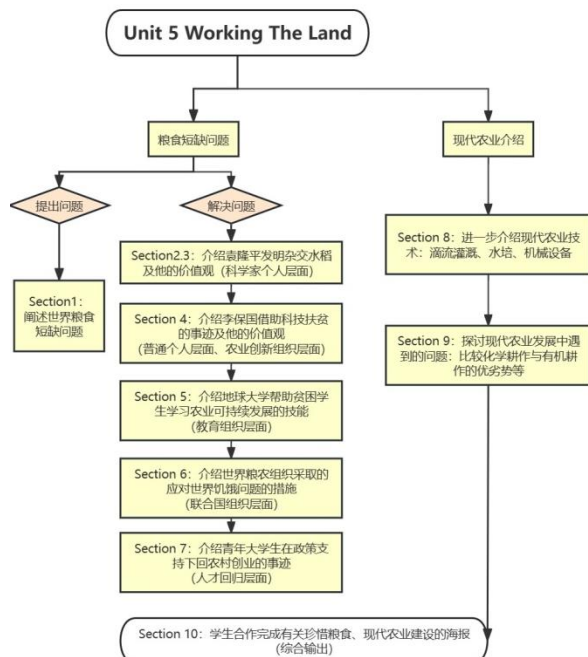 Unit 5 Working The Land
粮食短缺问题
现代农业介绍
提出问题
解决问题
Section1:
阐述世界粮食
短缺问题
Section2.3：介绍袁隆平发明杂交水稻
及他的价值观（科学家个人层面）
Section 4：介绍李保国借助科技扶贫
的事迹及他的价值观
(普通个人层面、农业创新组织层面)
Section 5：介绍地球大学帮助贫困学
生学习农业可持续发展的技能
(教育组织层面)
Section 6：介绍世界粮农组织采取的
应对世界饥饿问题的措施
(联合国组织层面)
Section 7：介绍青年大学生在政策支
持下回农村创业的事迹
(人才回归层面)
Section 8：进一步介绍现代农业技
术：滴流灌溉、水培、机械设备
Section 9：探讨现代农业发展中遇
到的问题：比较化学耕作与有机耕
作的优劣势等
Section 10：学生合作完成有关珍惜粮食、现代农业建设的海报
(综合输出)